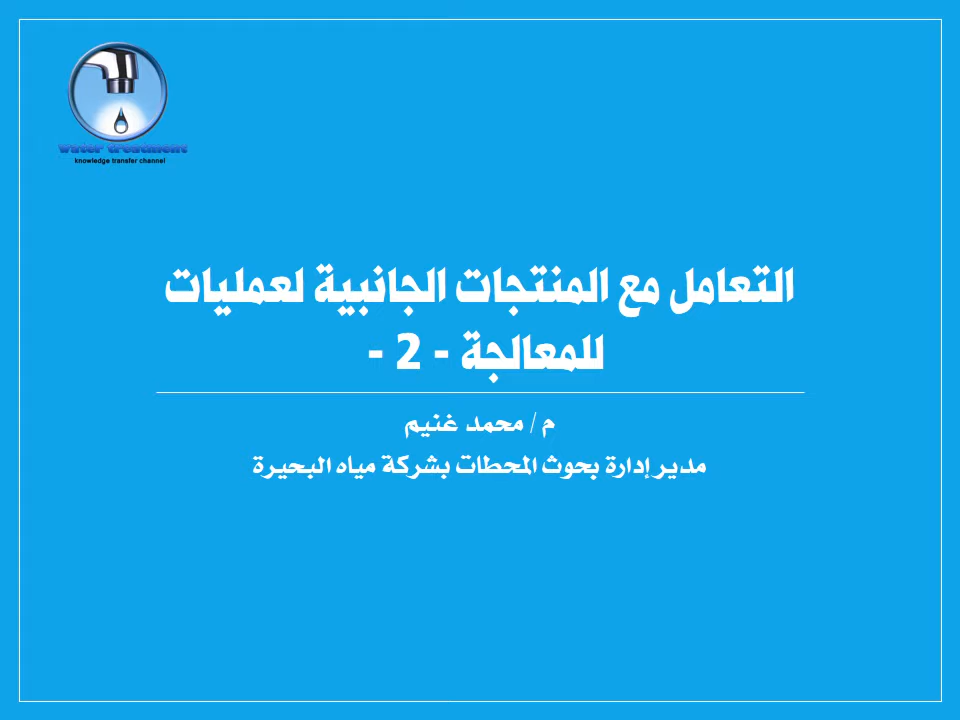 water treatment
knowledge transfer channel
التعامل مع المنتجات الجانبية لعمليات
للمعالجة - 2 -
م / محمد غنيم
مدير إدارة بحوث المحطات بشركة مياه البحيرة